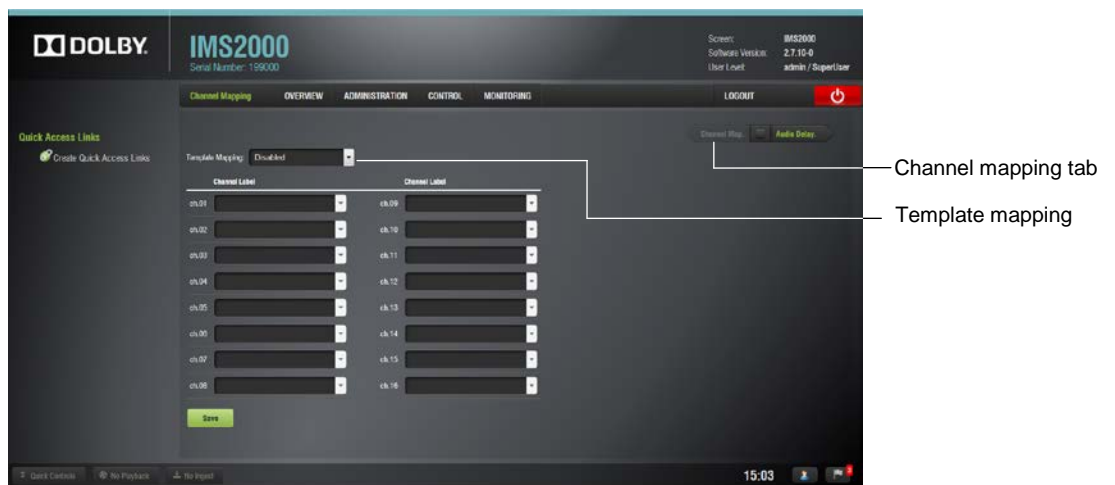 DOLBY.
IMS2000
Serial Number: 199000
Screen: IMS2000
Software Version: 2.7.10-0
User Level: admin / SuperUser
Channel Mapping OVERVIEW ADMINISTRATION CONTROL MONITORING LOGOUT
Quick Access Links
Create Quick Access Links
Channel Map. Audio Delay.
Template Mapping: Disabled
Channel Label Channel Label
ch.01 ch.09
ch.02 ch.10
ch.03 ch.11
ch.04 ch.12
ch.05 ch.13
ch.06 ch.14
ch.07 ch.15
ch.08 ch.16
Save
Channel mapping tab
Template mapping
Quick Controls No Playback No Ingest 15:03